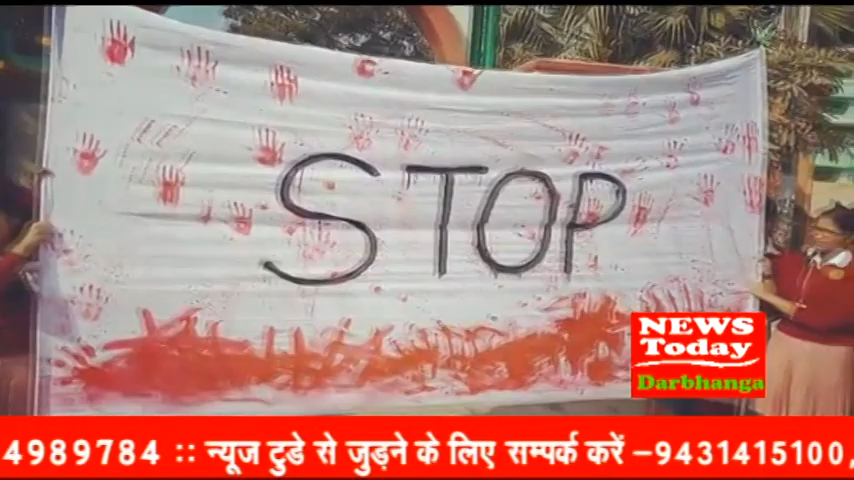 STOP
NEWS
Today
Darbhanga
4989784 :: न्यूज टुडे से जुड़ने के लिए सम्पर्क करें –9431415100,